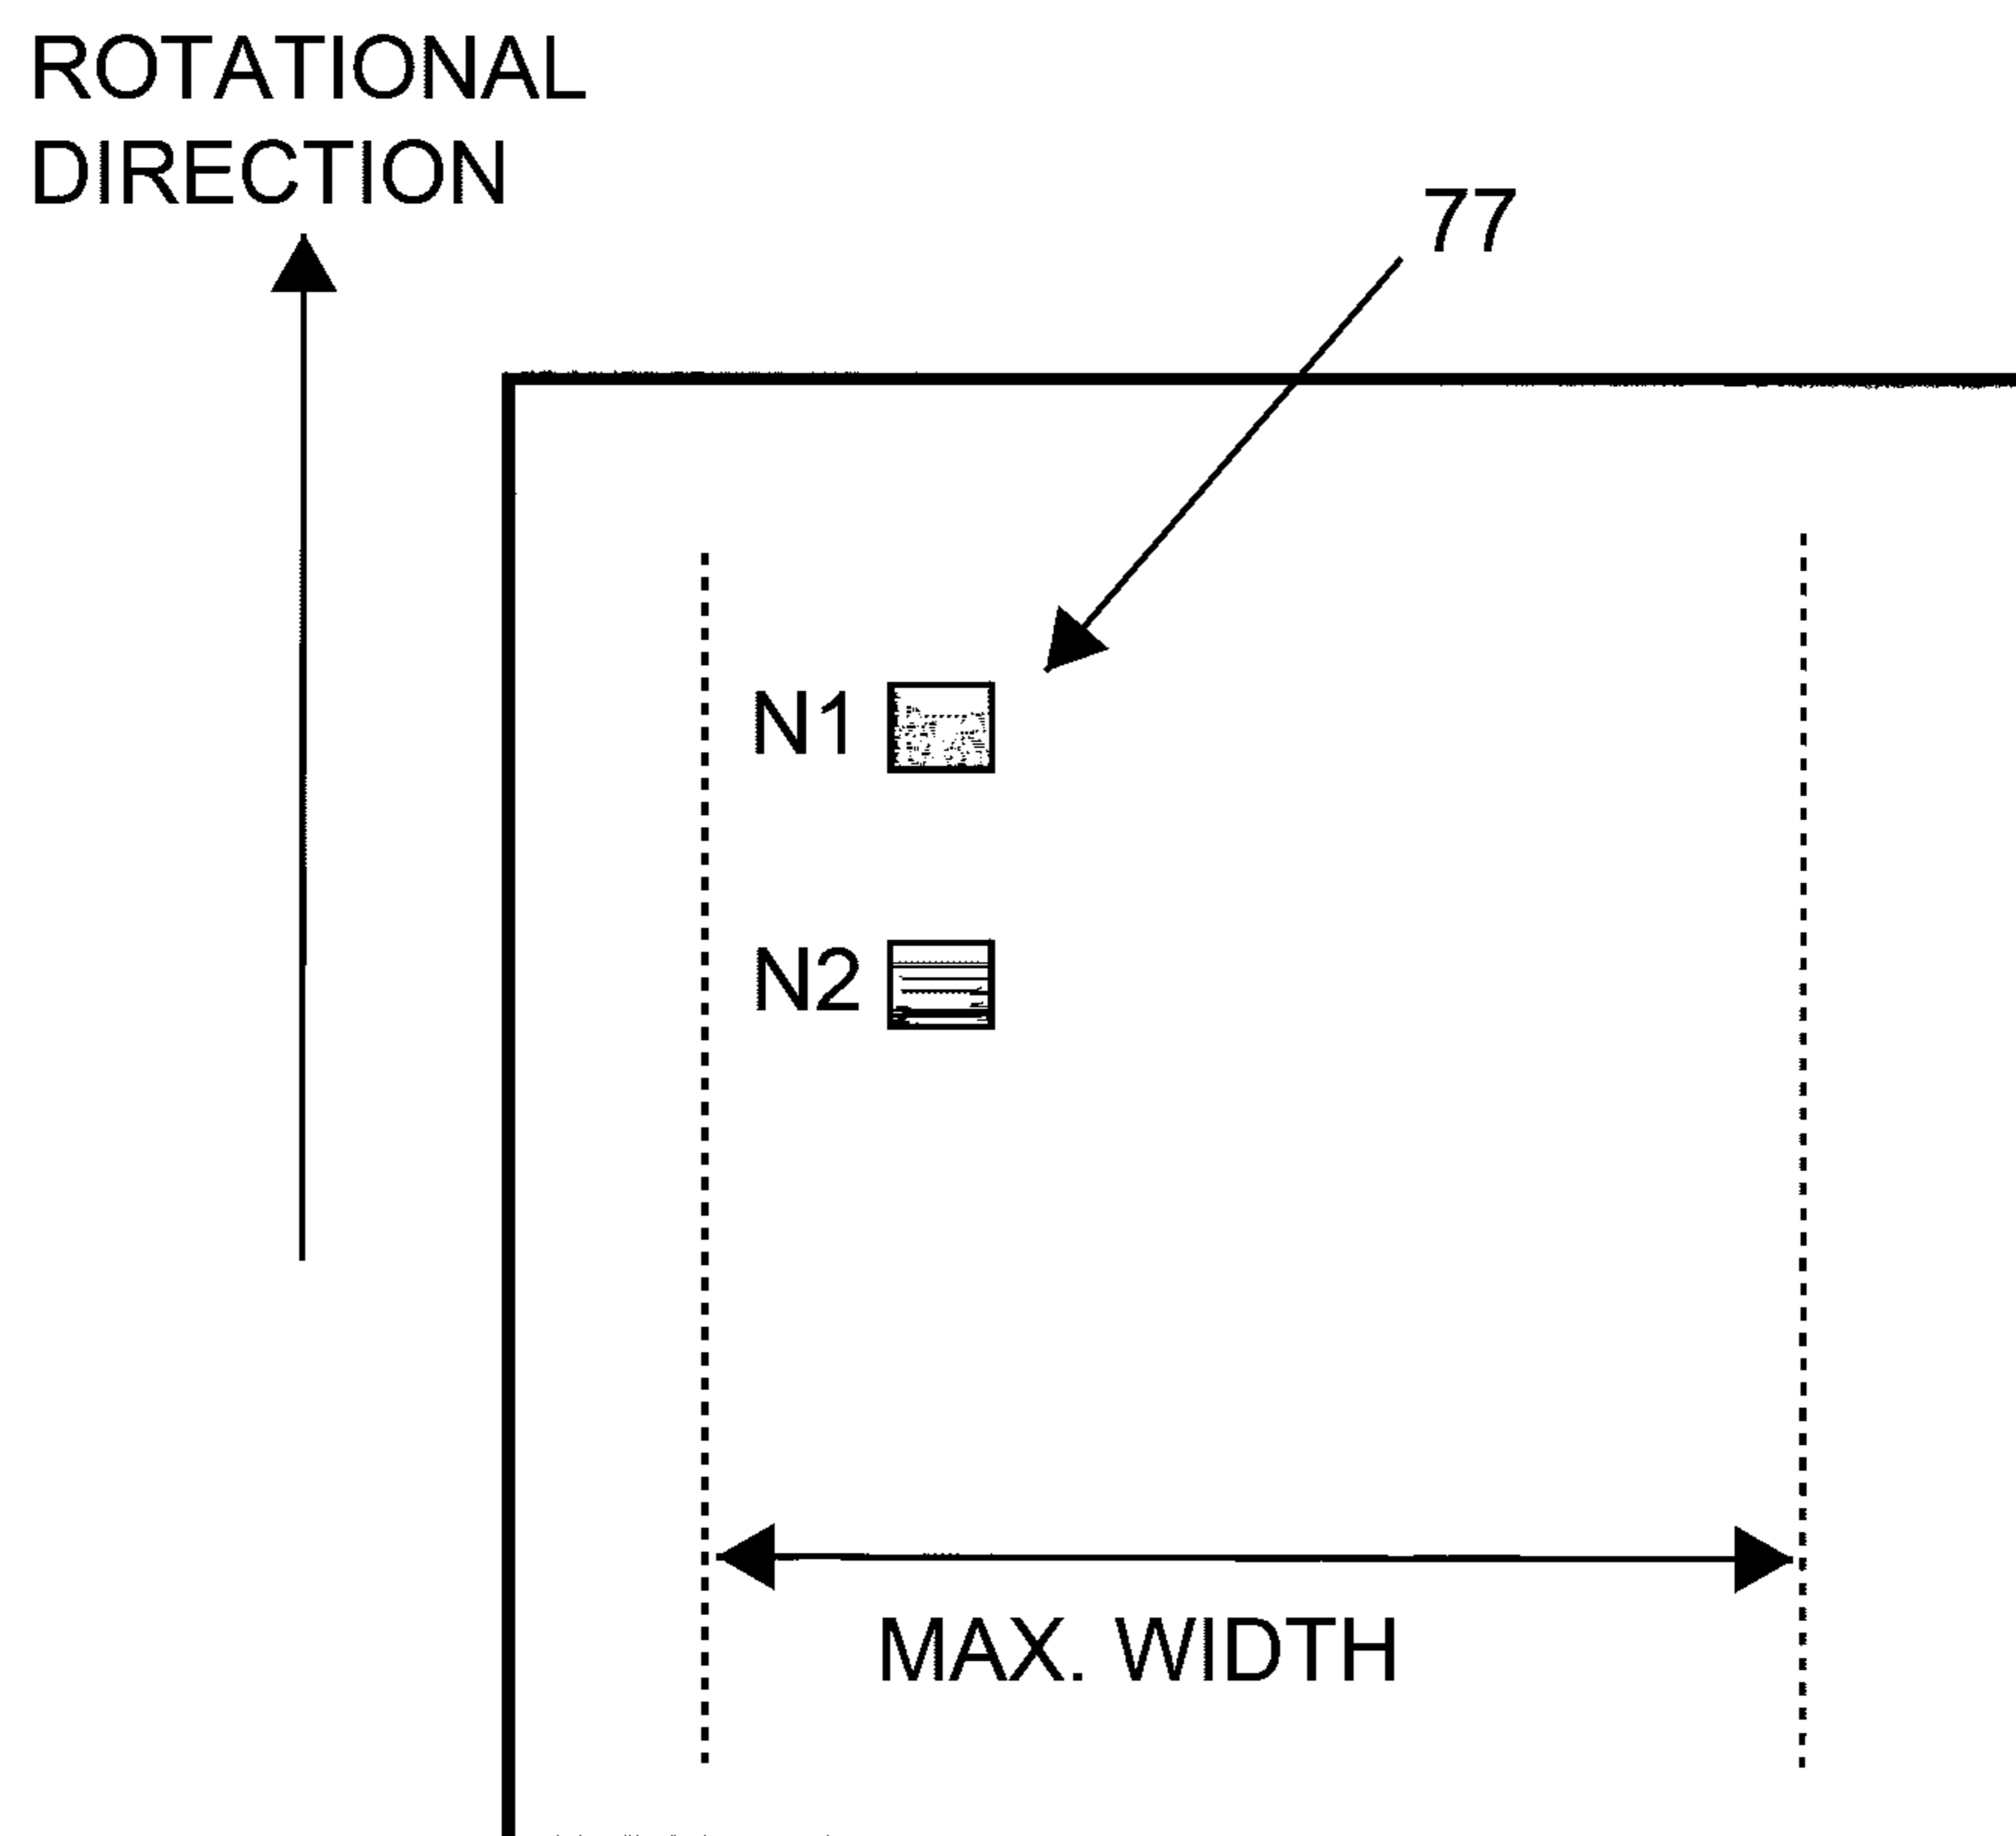 ROTATIONAL
DIRECTION
77
N1
N2
MAX. WIDTH